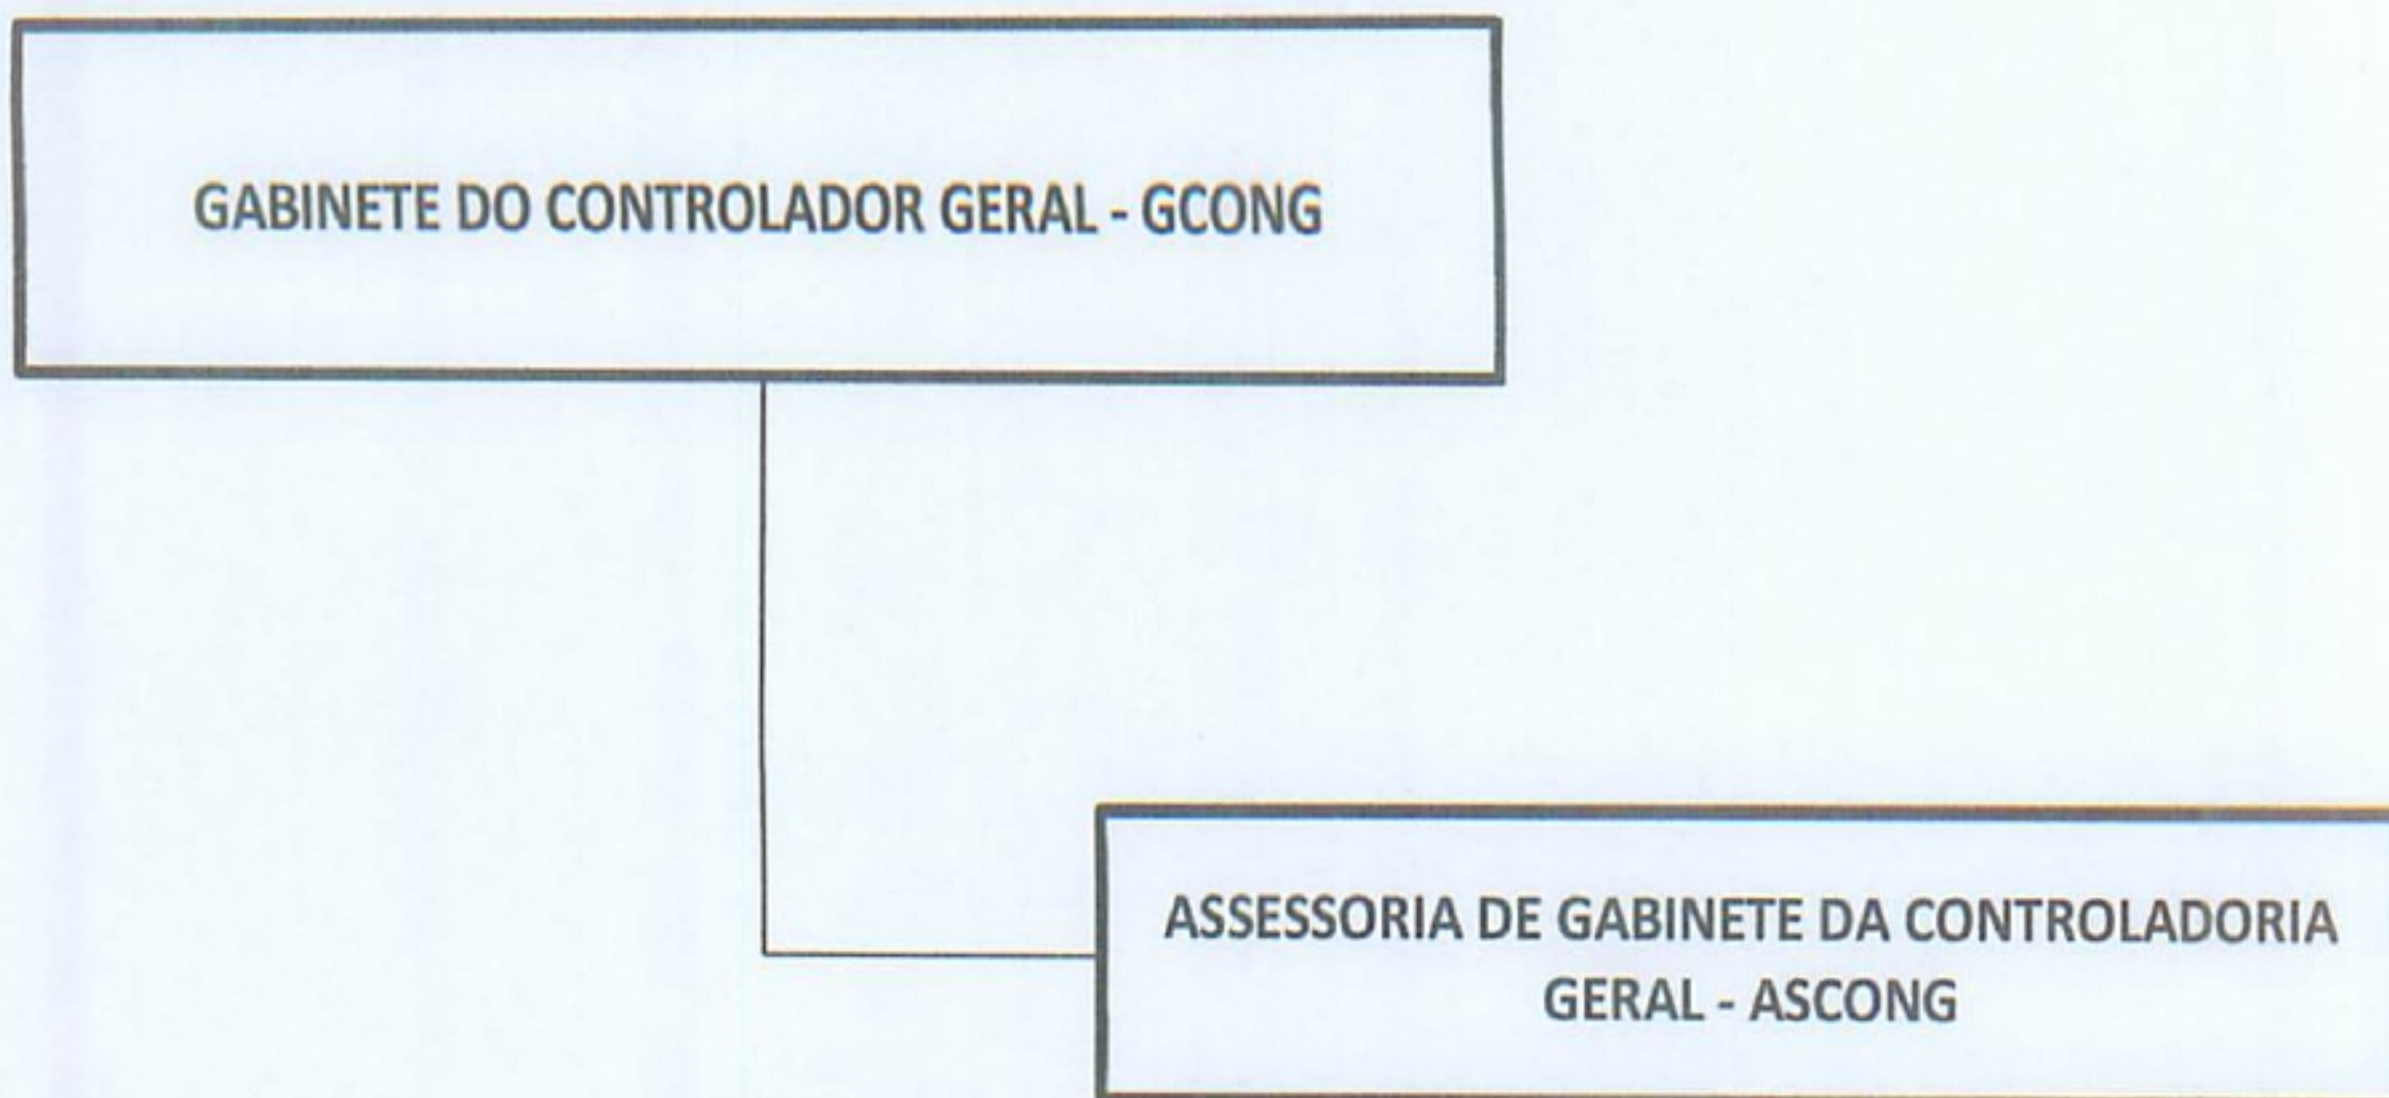 GABINETE DO CONTROLADOR GERAL - GCONG
ASSESSORIA DE GABINETE DA CONTROLADORIA
GERAL - ASCONG